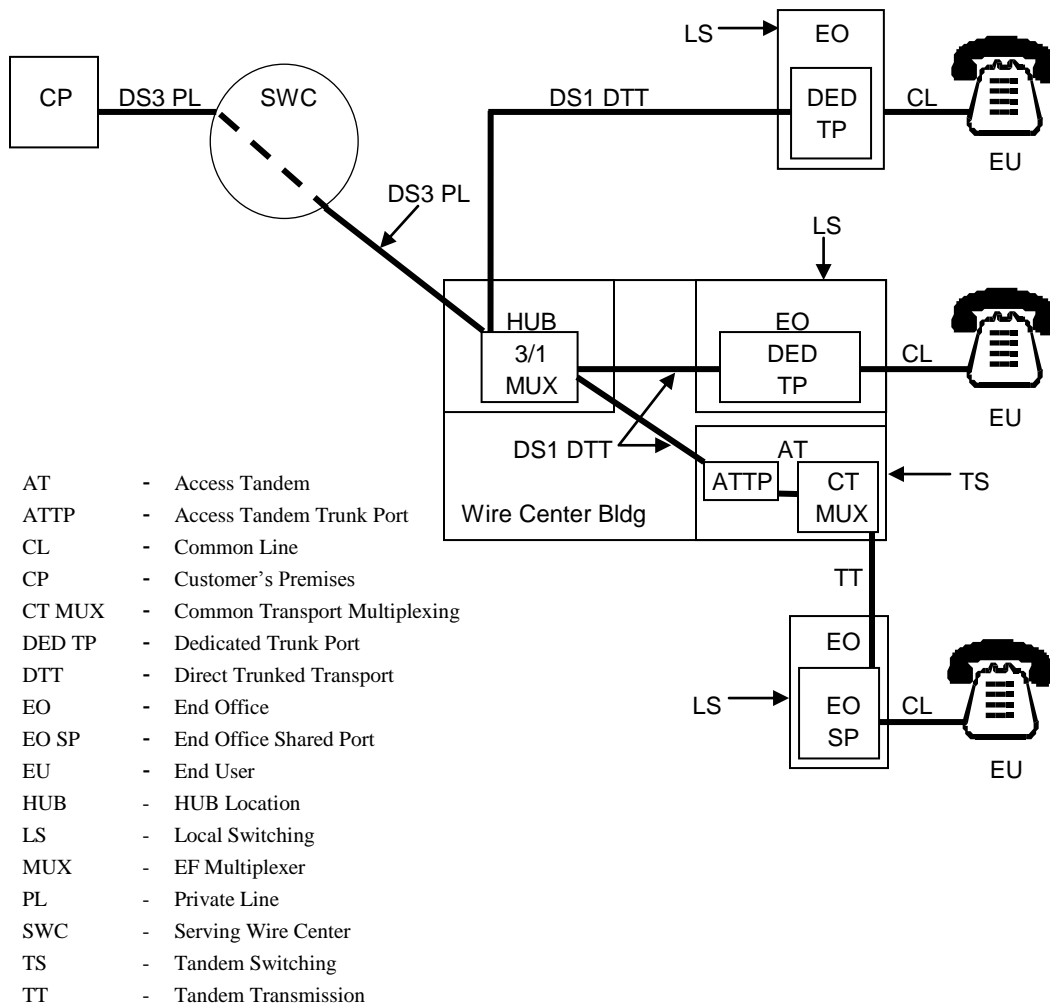 LS
EO
CP
DS3 PL
SWC
DS1 DTT
DED
TP
CL
EU
DS3 PL
LS
HUB
3/1
MUX
EO
DED
TP
CL
EU
DS1 DTT
AT
ATTP
CT
MUX
TS
Wire Center Bldg
TT
EO
LS
EO
SP
CL
EU
AT - Access Tandem
ATTP - Access Tandem Trunk Port
CL - Common Line
CP - Customer’s Premises
CT MUX - Common Transport Multiplexing
DED TP - Dedicated Trunk Port
DTT - Direct Trunked Transport
EO - End Office
EO SP - End Office Shared Port
EU - End User
HUB - HUB Location
LS - Local Switching
MUX - EF Multiplexer
PL - Private Line
SWC - Serving Wire Center
TS - Tandem Switching
TT - Tandem Transmission